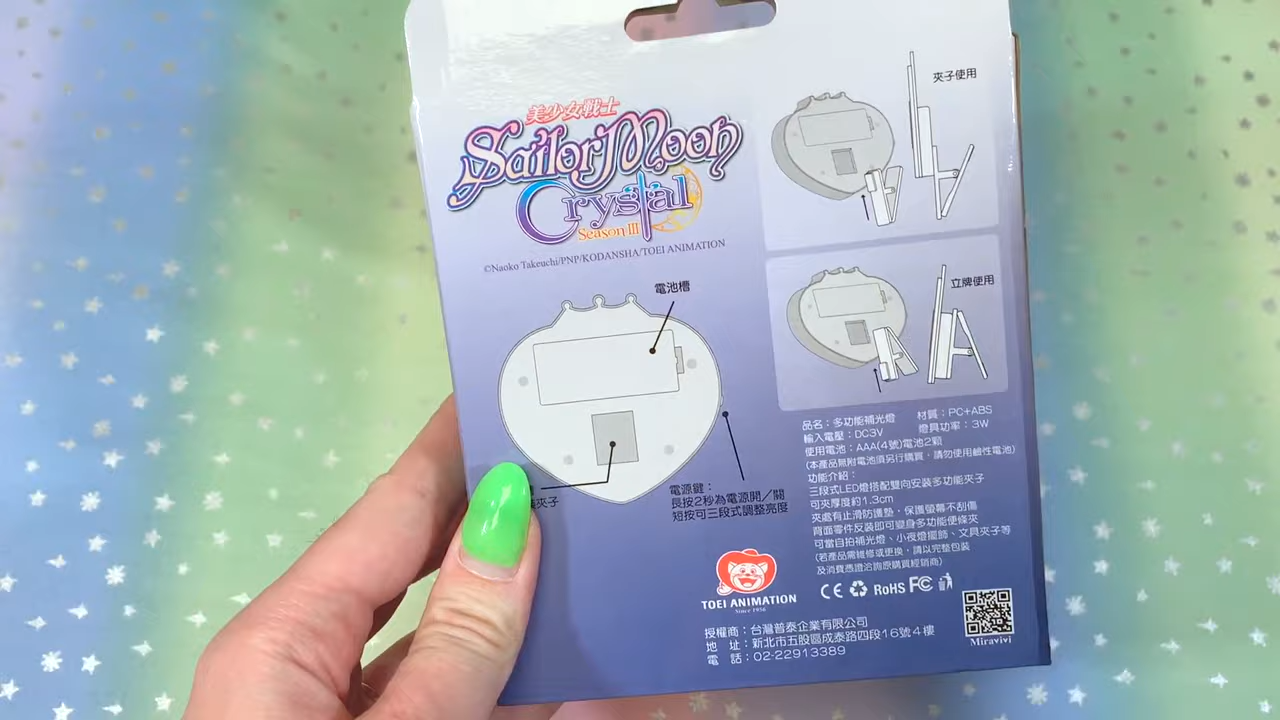 美少女戰士
Sailor Moon
Crystal
Season III
©Naoko Takeuchi/PNP/KODANSHA/TOEI ANIMATION
電池槽
夾子
電源鍵：
長按2秒為電源開／關
短按可三段式調整亮度
夾子使用
立牌使用
品名：多功能補光燈 材質：PC+ABS
輸入電壓：DC3V 燈具功率：3W
使用電池：AAA(4號)電池2顆
(本產品無附電池須另行購買，請勿使用鹼性電池)
功能介紹：
三段式LED燈搭配雙向安裝多功能夾子
可夾厚度約1.3cm
夾處有止滑防護墊，保護螢幕不刮傷
背面零件反裝即可變身多功能便條夾
可當自拍補光燈、小夜燈擺飾、文具夾子等
(若產品需維修或更換，請以完整包裝
及消費憑證洽詢原購買經銷商)
TOEI ANIMATION
Since 1956
CE RoHS FC
Miravivi
授權商：台灣普泰企業有限公司
地 址：新北市五股區成泰路四段16號4樓
電 話：02-22913389